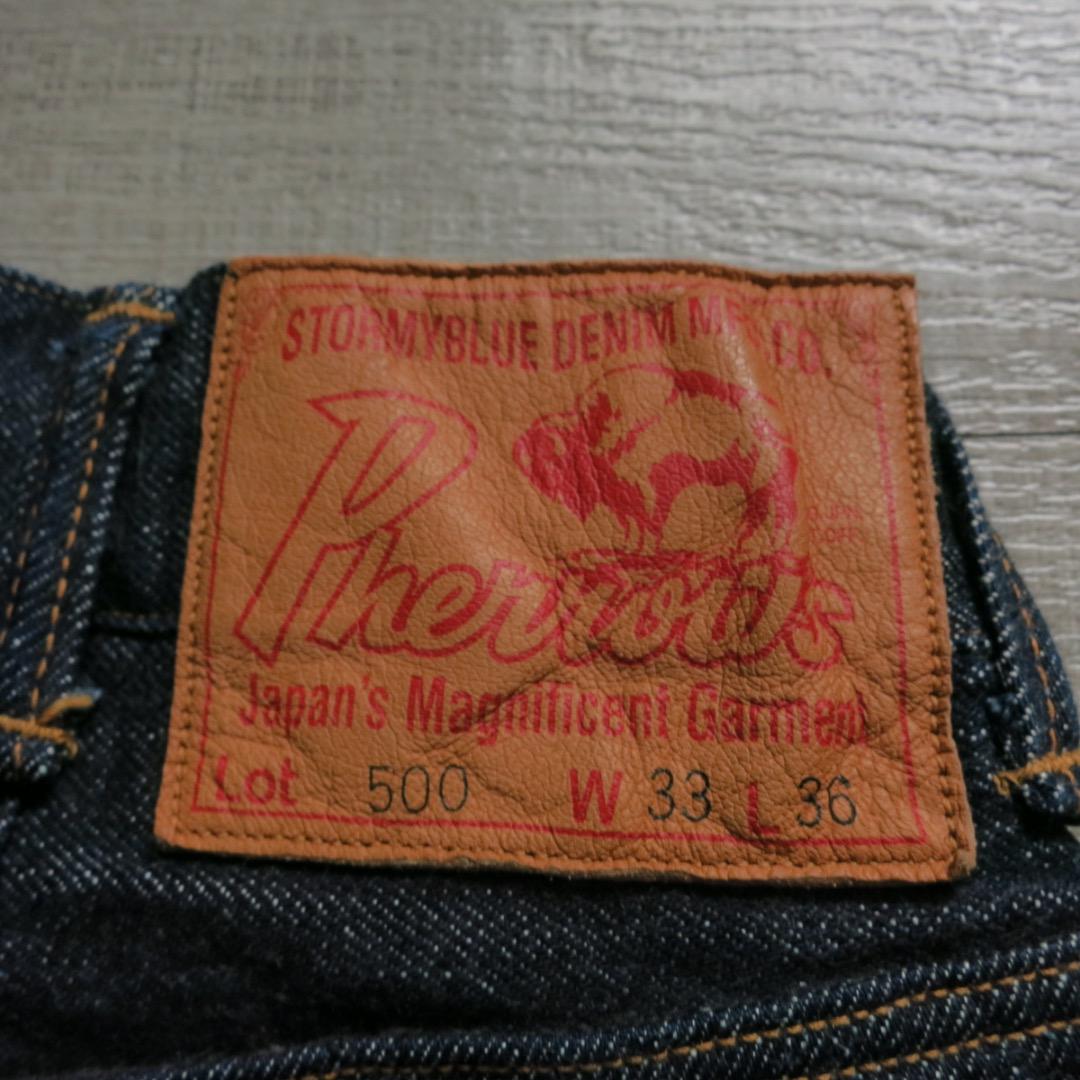 STORMYBLUE DENIM MFG. CO.
Pherrow's
Japan's Magnificent Garment
Lot 500 W 33 L 36